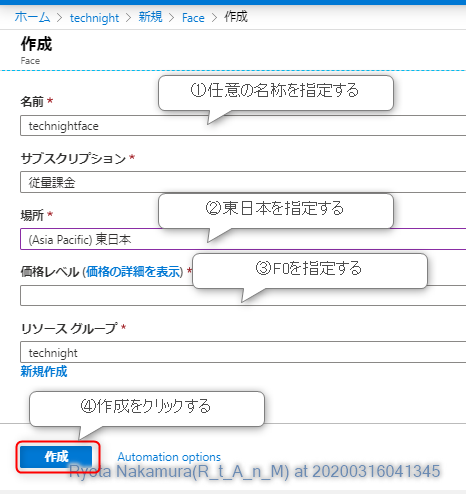 ホーム > technight > 新規 > Face > 作成
作成
Face
①任意の名称を指定する
名前 *
technightface
サブスクリプション *
従量課金
②東日本を指定する
場所 *
(Asia Pacific) 東日本
③F0を指定する
価格レベル (価格の詳細を表示) *
リソース グループ *
technight
新規作成
④作成をクリックする
作成
Automation options
Ryota Nakamura(R_t_A_n_M) at 20200316041345